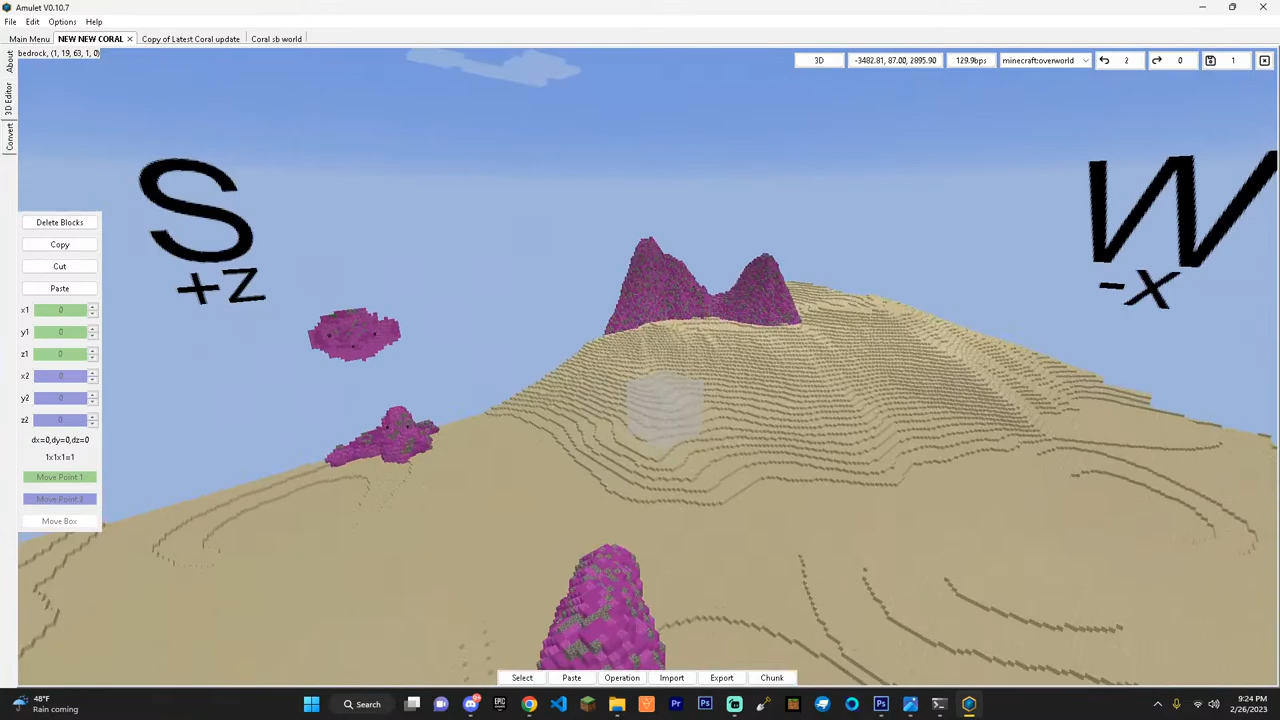 Amulet V0.10.7
File Edit Options Help
Main Menu NEW NEW CORAL × Copy of Latest Coral update Coral sb world
bedrock, (1, 19, 63, 1, 0)
3D -3482.81, 87.00, 2895.90 129.9bps minecraft:overworld 2 0 1
About
3D Editor
Convert
S
+Z
W
-X
Delete Blocks
Copy
Cut
Paste
x1 0
y1 0
z1 0
x2 0
y2 0
z2 0
dx=0,dy=0,dz=0
1x1x1=1
Move Point 1
Move Point 2
Move Box
Select Paste Operation Import Export Chunk
48°F
Rain coming
Search
9:24 PM
2/26/2023